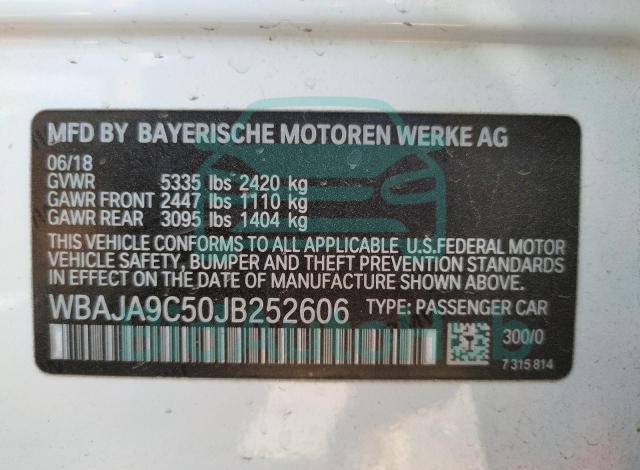 MFD BY BAYERISCHE MOTOREN WERKE AG
06/18
GVWR 5335 lbs 2420 kg
GAWR FRONT 2447 lbs 1110 kg
GAWR REAR 3095 lbs 1404 kg
THIS VEHICLE CONFORMS TO ALL APPLICABLE U.S.FEDERAL MOTOR
VEHICLE SAFETY, BUMPER AND THEFT PREVENTION STANDARDS
IN EFFECT ON THE DATE OF MANUFACTURE SHOWN ABOVE.
WBAJA9C50JB252606 TYPE: PASSENGER CAR
300/0
7 315 814